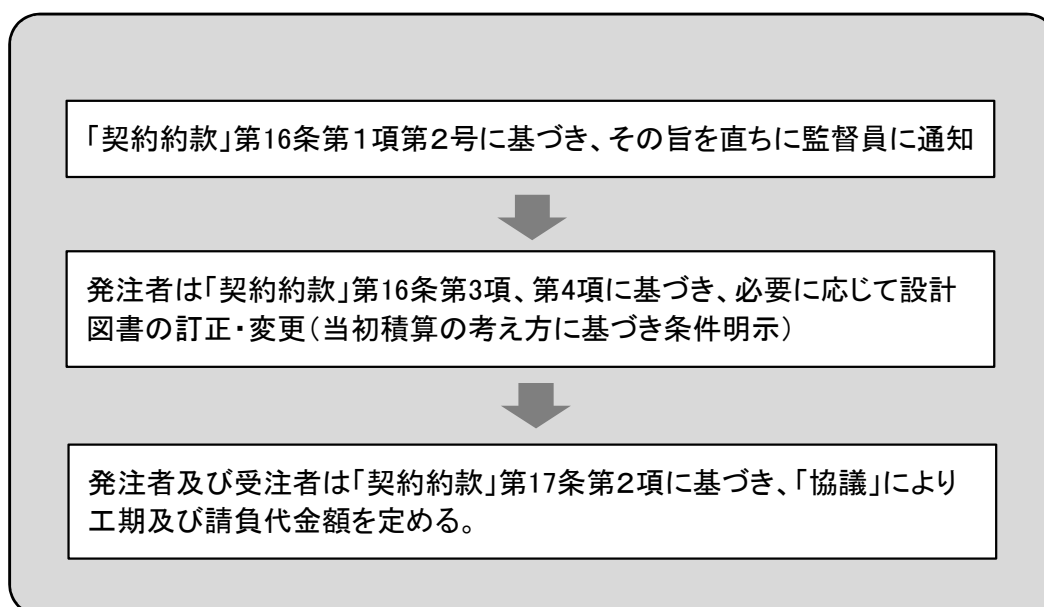 「契約約款」第16条第１項第２号に基づき、その旨を直ちに監督員に通知
発注者は「契約約款」第16条第3項、第4項に基づき、必要に応じて設計
図書の訂正・変更（当初積算の考え方に基づき条件明示）
発注者及び受注者は「契約約款」第17条第２項に基づき、「協議」により
工期及び請負代金額を定める。